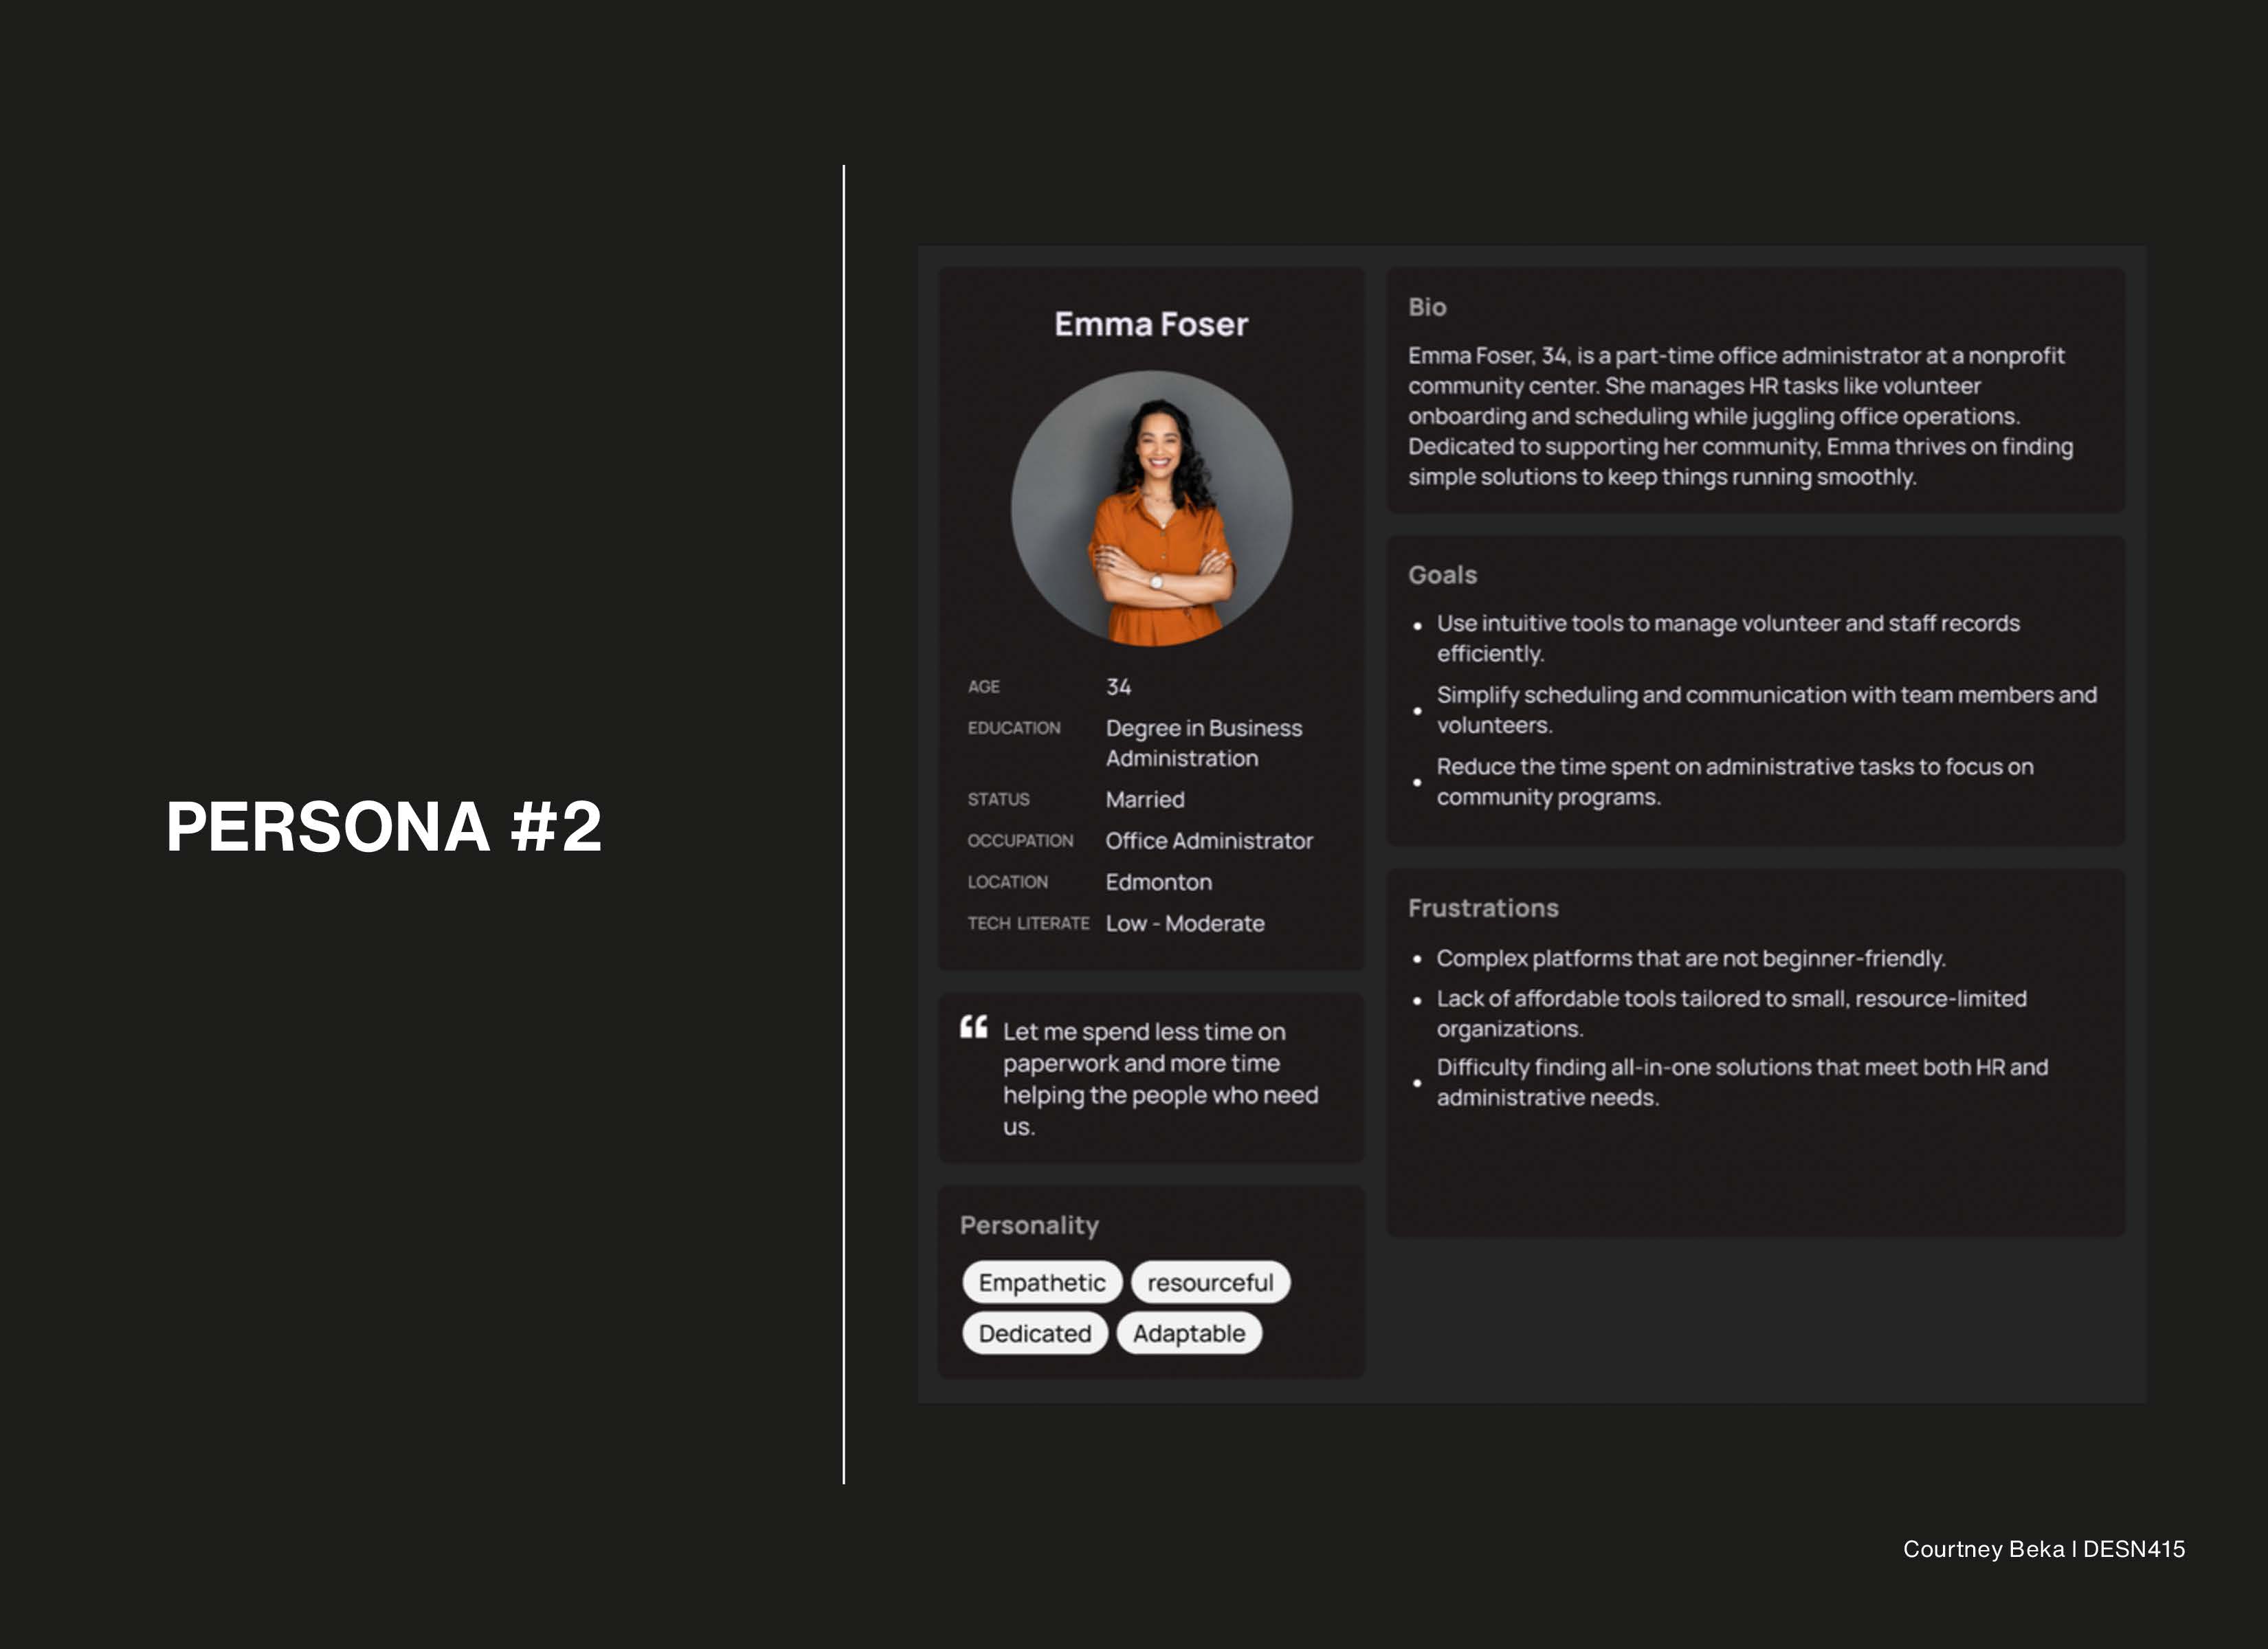 PERSONA #2
Emma Foser
AGE 34
EDUCATION Degree in Business
Administration
STATUS Married
OCCUPATION Office Administrator
LOCATION Edmonton
TECH LITERATE Low - Moderate
“ Let me spend less time on
paperwork and more time
helping the people who need
us.
Personality
Empathetic resourceful
Dedicated Adaptable
Bio
Emma Foser, 34, is a part-time office administrator at a nonprofit
community center. She manages HR tasks like volunteer
onboarding and scheduling while juggling office operations.
Dedicated to supporting her community, Emma thrives on finding
simple solutions to keep things running smoothly.
Goals
• Use intuitive tools to manage volunteer and staff records
efficiently.
• Simplify scheduling and communication with team members and
volunteers.
• Reduce the time spent on administrative tasks to focus on
community programs.
Frustrations
• Complex platforms that are not beginner-friendly.
• Lack of affordable tools tailored to small, resource-limited
organizations.
• Difficulty finding all-in-one solutions that meet both HR and
administrative needs.
Courtney Beka | DESN415